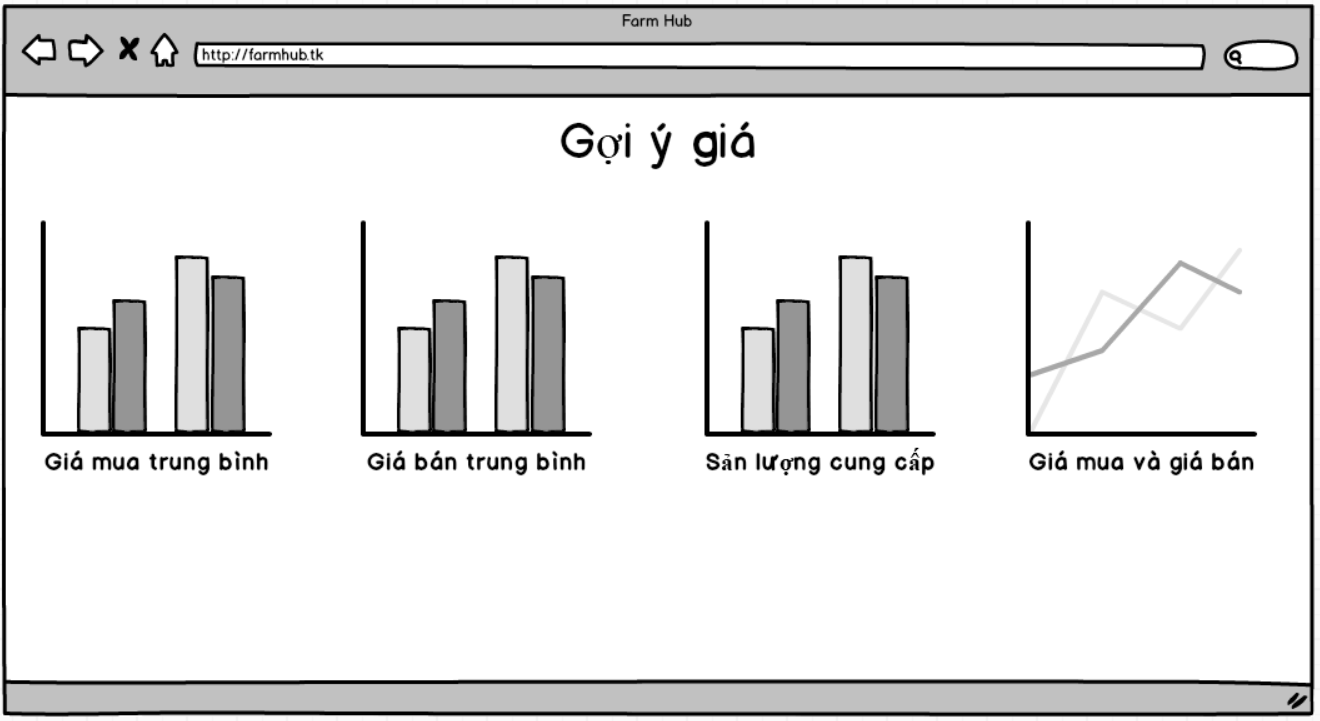 Farm Hub
http://farmhub.tk
Gợi ý giá
Giá mua trung bình
Giá bán trung bình
Sản lượng cung cấp
Giá mua và giá bán